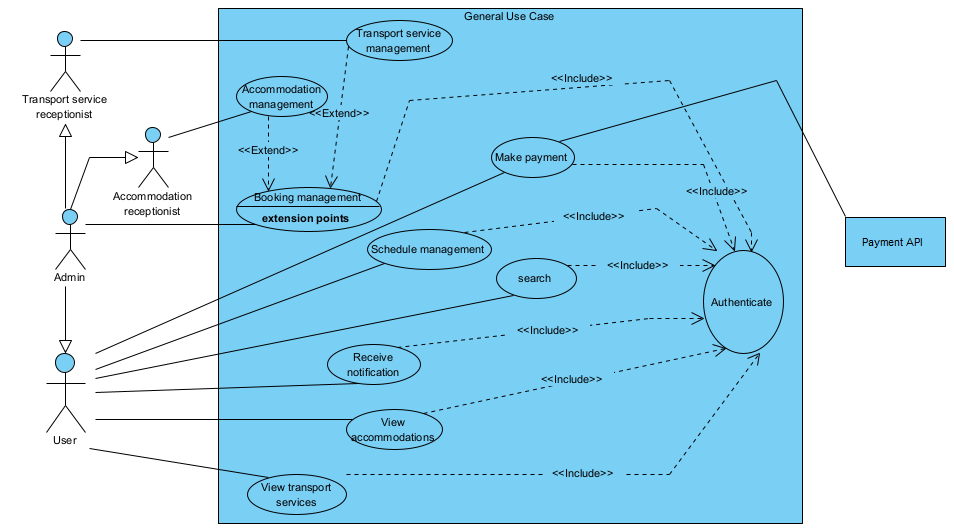 General Use Case
Transport service
management
Transport service
receptionist
<<Include>>
Accommodation
management
<<Extend>>
<<Extend>>
Make payment
Accommodation
receptionist
<<Include>>
Booking management
extension points
<<Include>>
Payment API
Schedule management
Admin
<<Include>>
search
Authenticate
<<Include>>
Receive
notification
<<Include>>
View
accommodations
User
<<Include>>
View transport
services